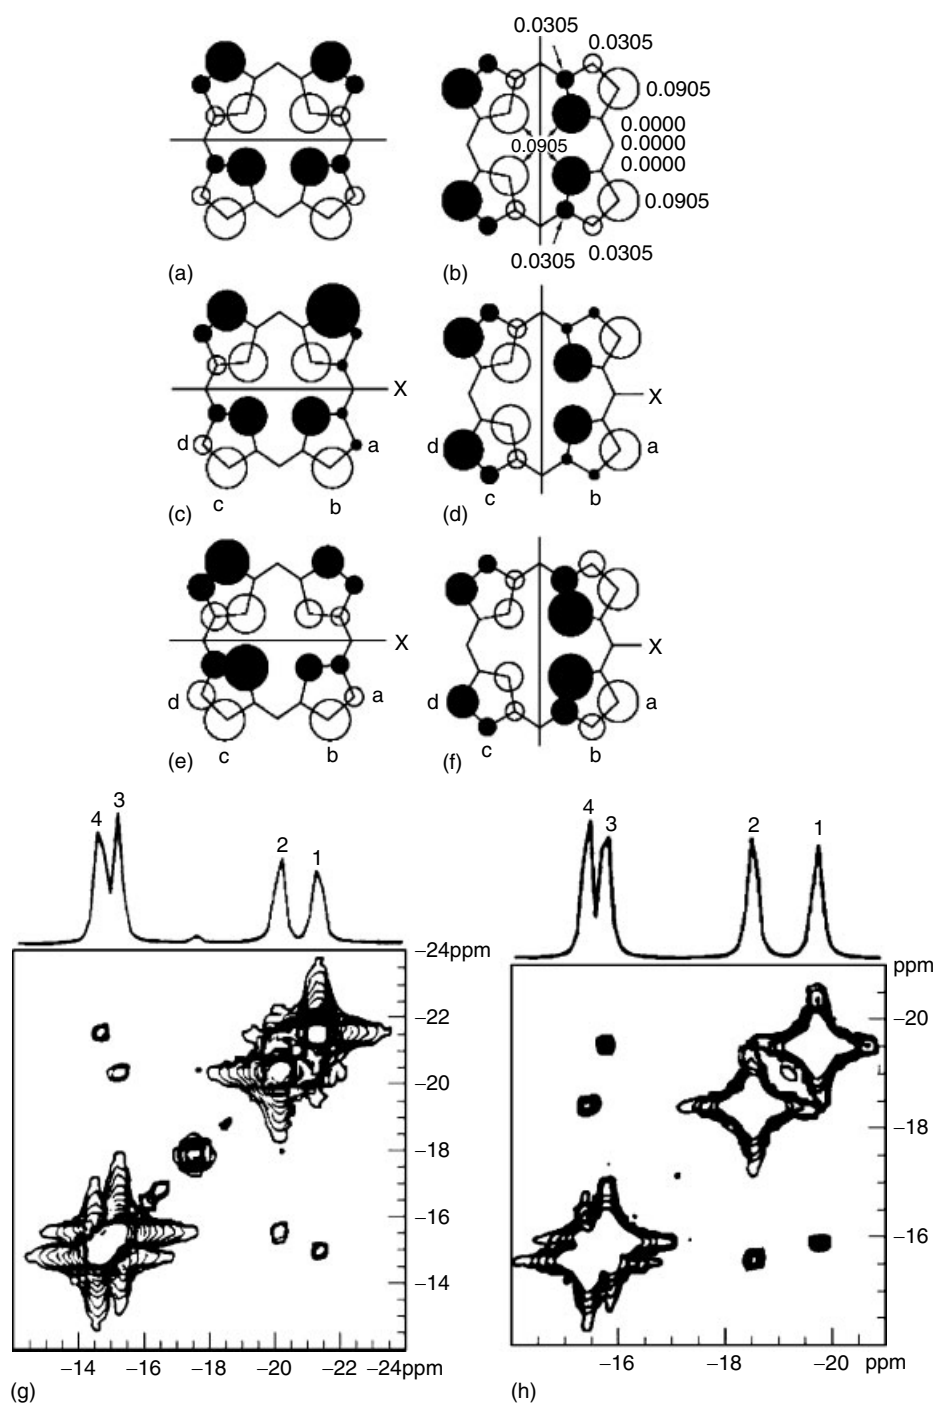 0.0305
0.0305
0.0905
0.0000
0.0905
0.0000
0.0000
0.0905
0.0305
0.0305
(a)
(b)
X
X
d
a
d
a
c
b
c
b
(c)
(d)
X
X
d
a
d
a
c
b
c
b
(e)
(f)
4
3
2
1
4
3
2
1
−24ppm
−22
−20
−18
−16
−14
−14
−16
−18
−20
−22
−24ppm
(g)
ppm
−20
−18
−16
−16
−18
−20
ppm
(h)